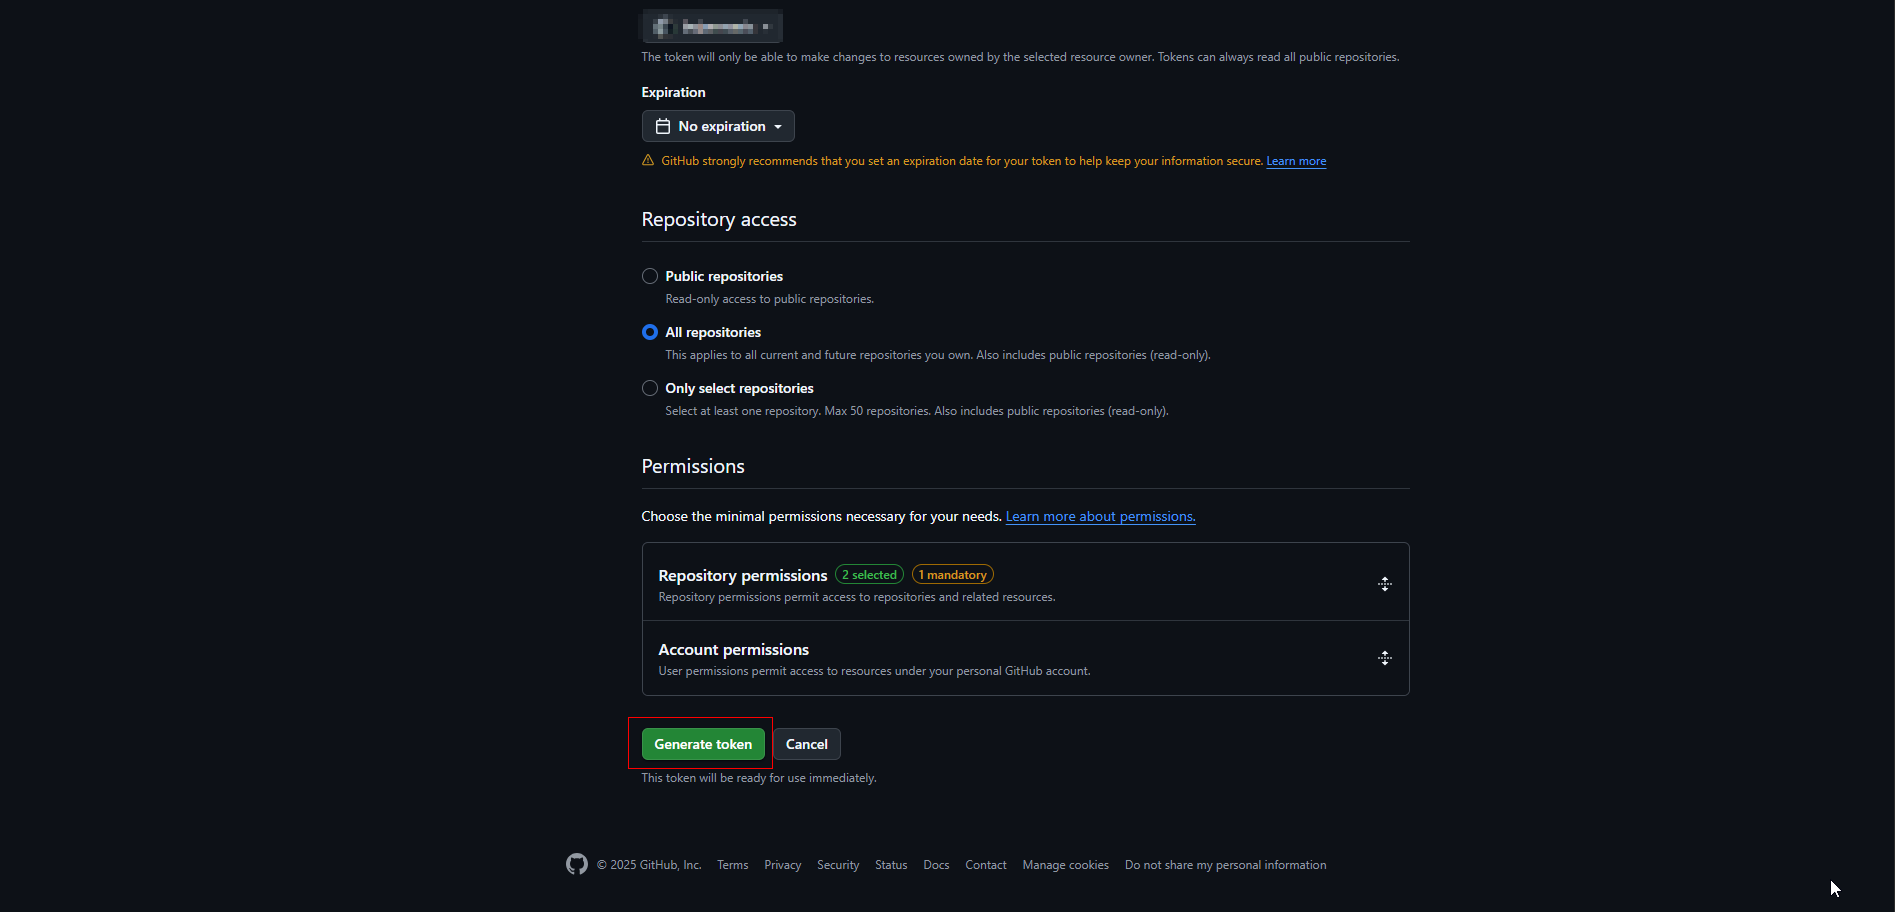 The token will only be able to make changes to resources owned by the selected resource owner. Tokens can always read all public repositories.
Expiration
No expiration
GitHub strongly recommends that you set an expiration date for your token to help keep your information secure. Learn more
Repository access
Public repositories
Read-only access to public repositories.
All repositories
This applies to all current and future repositories you own. Also includes public repositories (read-only).
Only select repositories
Select at least one repository. Max 50 repositories. Also includes public repositories (read-only).
Permissions
Choose the minimal permissions necessary for your needs. Learn more about permissions.
Repository permissions 2 selected 1 mandatory
Repository permissions permit access to repositories and related resources.
Account permissions
User permissions permit access to resources under your personal GitHub account.
Generate token Cancel
This token will be ready for use immediately.
© 2025 GitHub, Inc. Terms Privacy Security Status Docs Contact Manage cookies Do not share my personal information